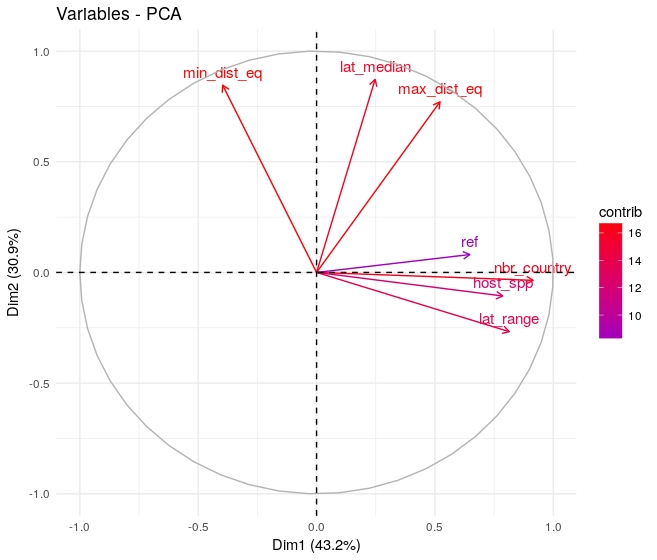 Variables - PCA
1.0
0.5
0.0
-0.5
-1.0
Dim2 (30.9%)
min_dist_eq
lat_median
max_dist_eq
ref
nbr_country
host_spp
lat_range
contrib
16
14
12
10
-1.0
-0.5
0.0
0.5
1.0
Dim1 (43.2%)